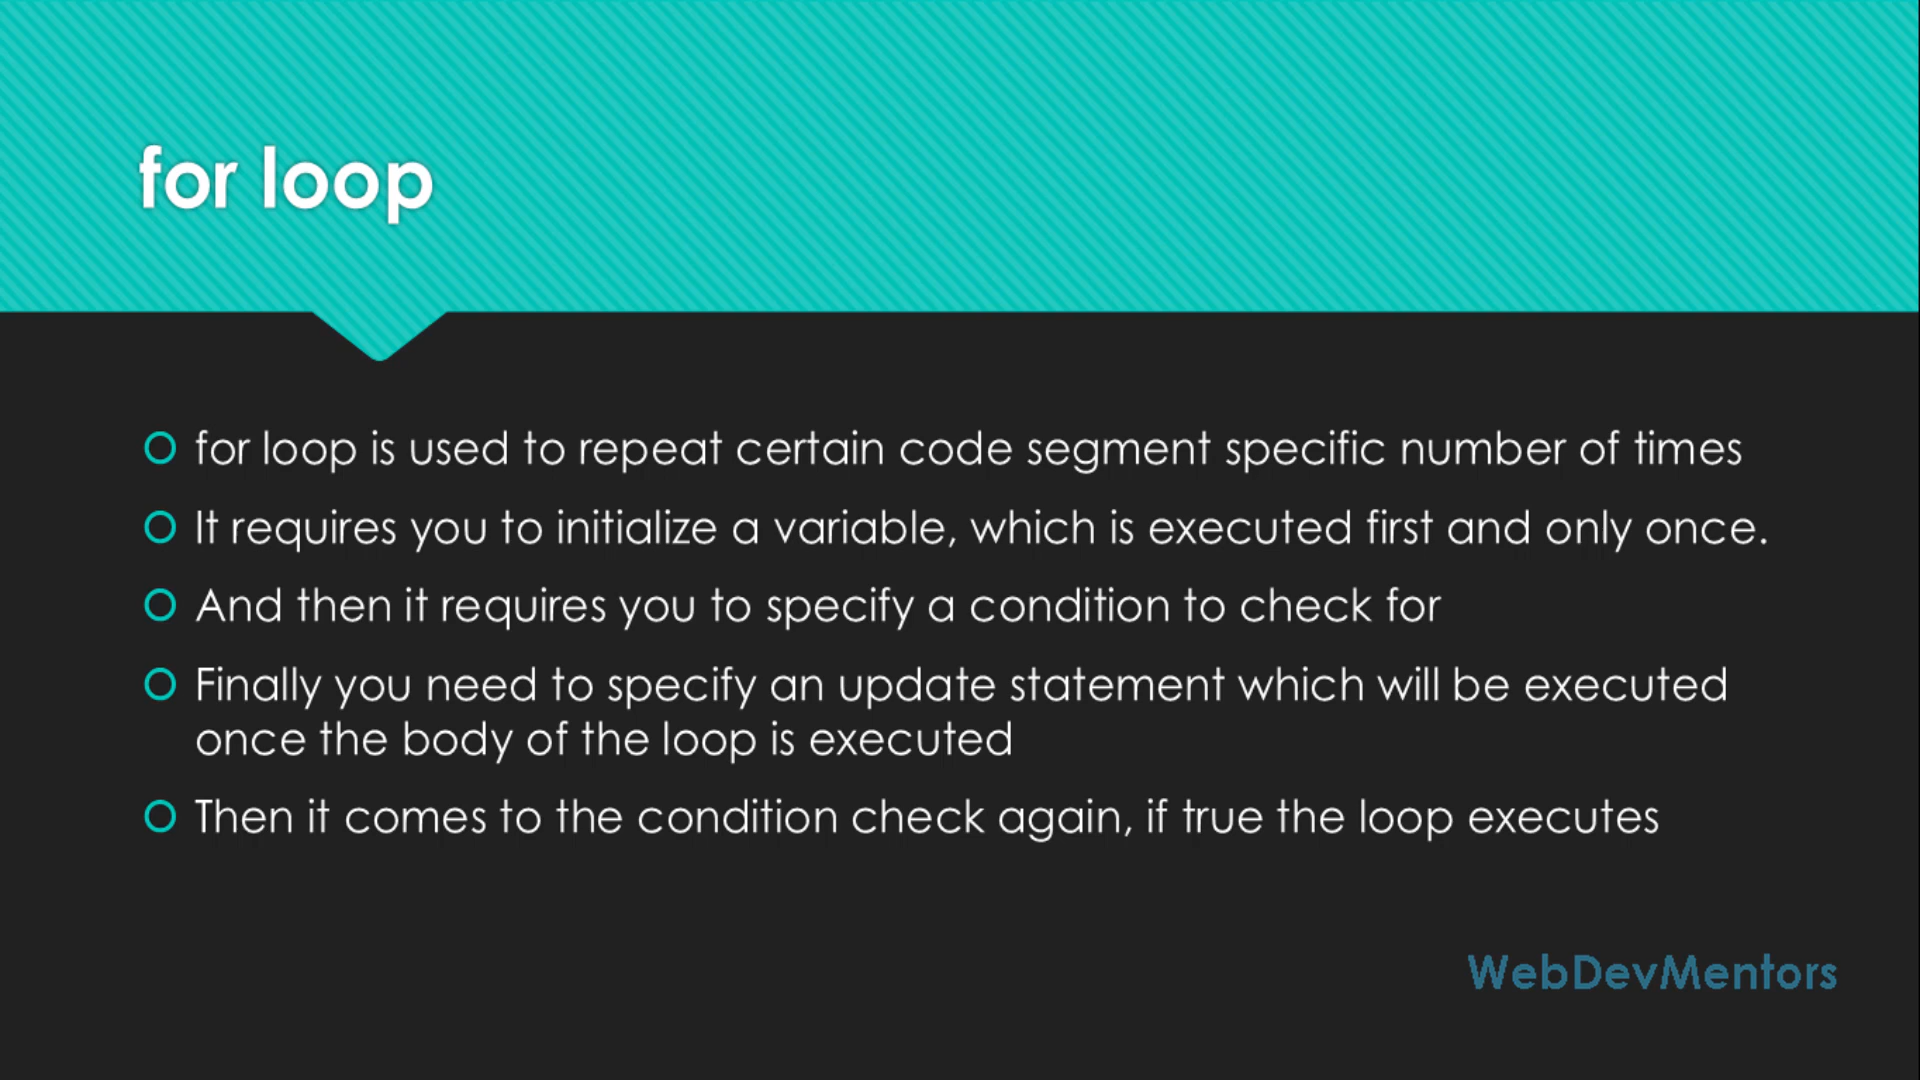 for loop
for loop is used to repeat certain code segment specific number of times
It requires you to initialize a variable, which is executed first and only once.
And then it requires you to specify a condition to check for
Finally you need to specify an update statement which will be executed
once the body of the loop is executed
Then it comes to the condition check again, if true the loop executes
WebDevMentors